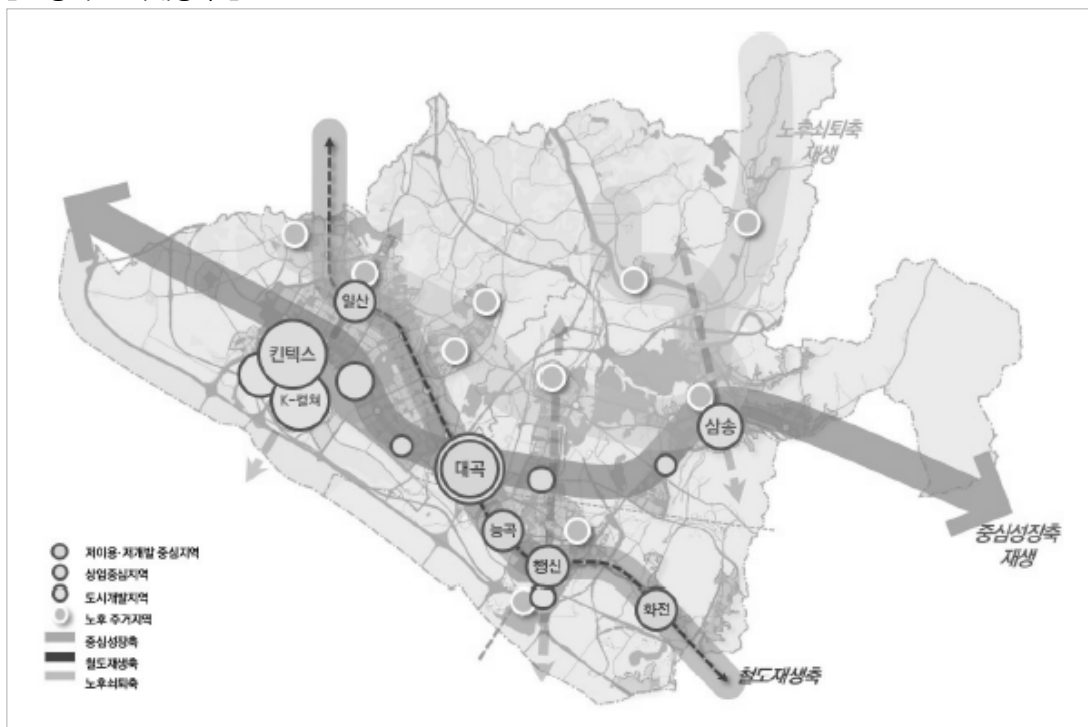 노후쇠퇴축
재생
일산
킨텍스
K-컬쳐
삼송
대곡
능곡
행신
화전
중심성장축
재생
철도재생축
저이용·저개발 중심지역
상업중심지역
도시개발지역
노후 주거지역
중심성장축
철도재생축
노후쇠퇴축